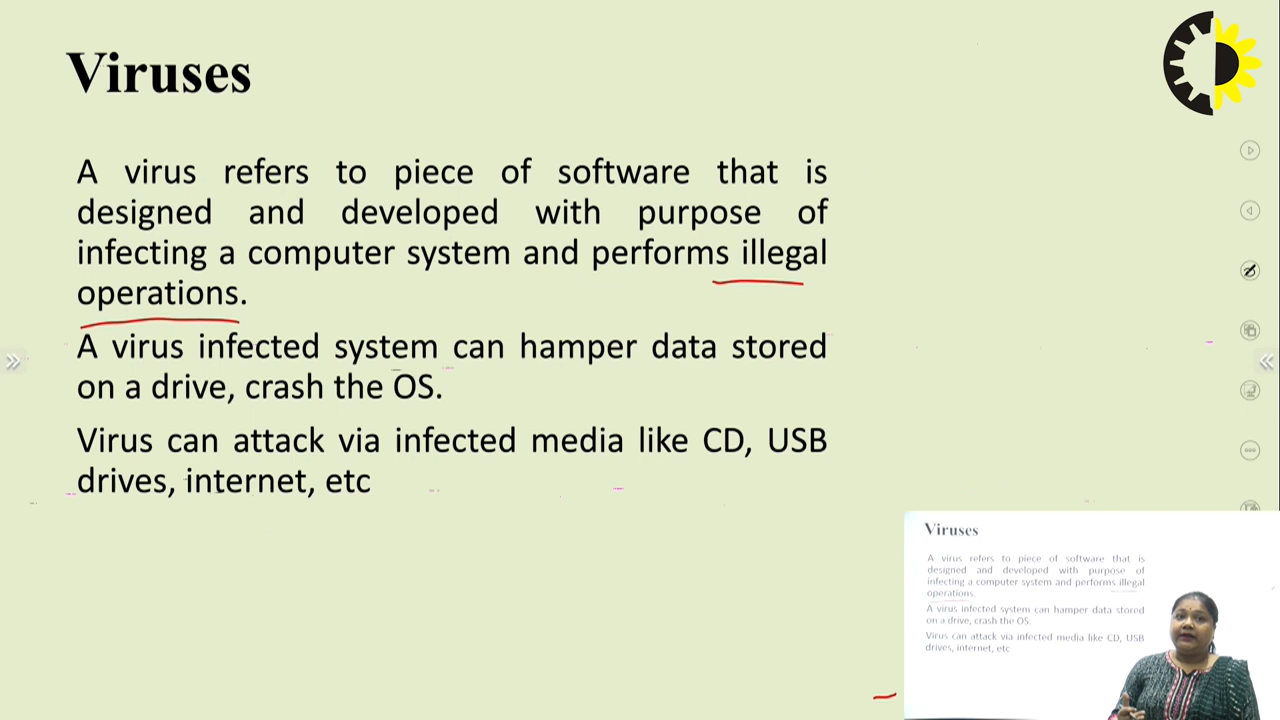 Viruses
A virus refers to piece of software that is
designed and developed with purpose of
infecting a computer system and performs illegal
operations.
A virus infected system can hamper data stored
on a drive, crash the OS.
Virus can attack via infected media like CD, USB
drives, internet, etc
Viruses
A virus refers to piece of software that is
designed and developed with purpose of
infecting a computer system and performs illegal
operations.
A virus infected system can hamper data stored
on a drive, crash the OS.
Virus can attack via infected media like CD, USB
drives, internet, etc